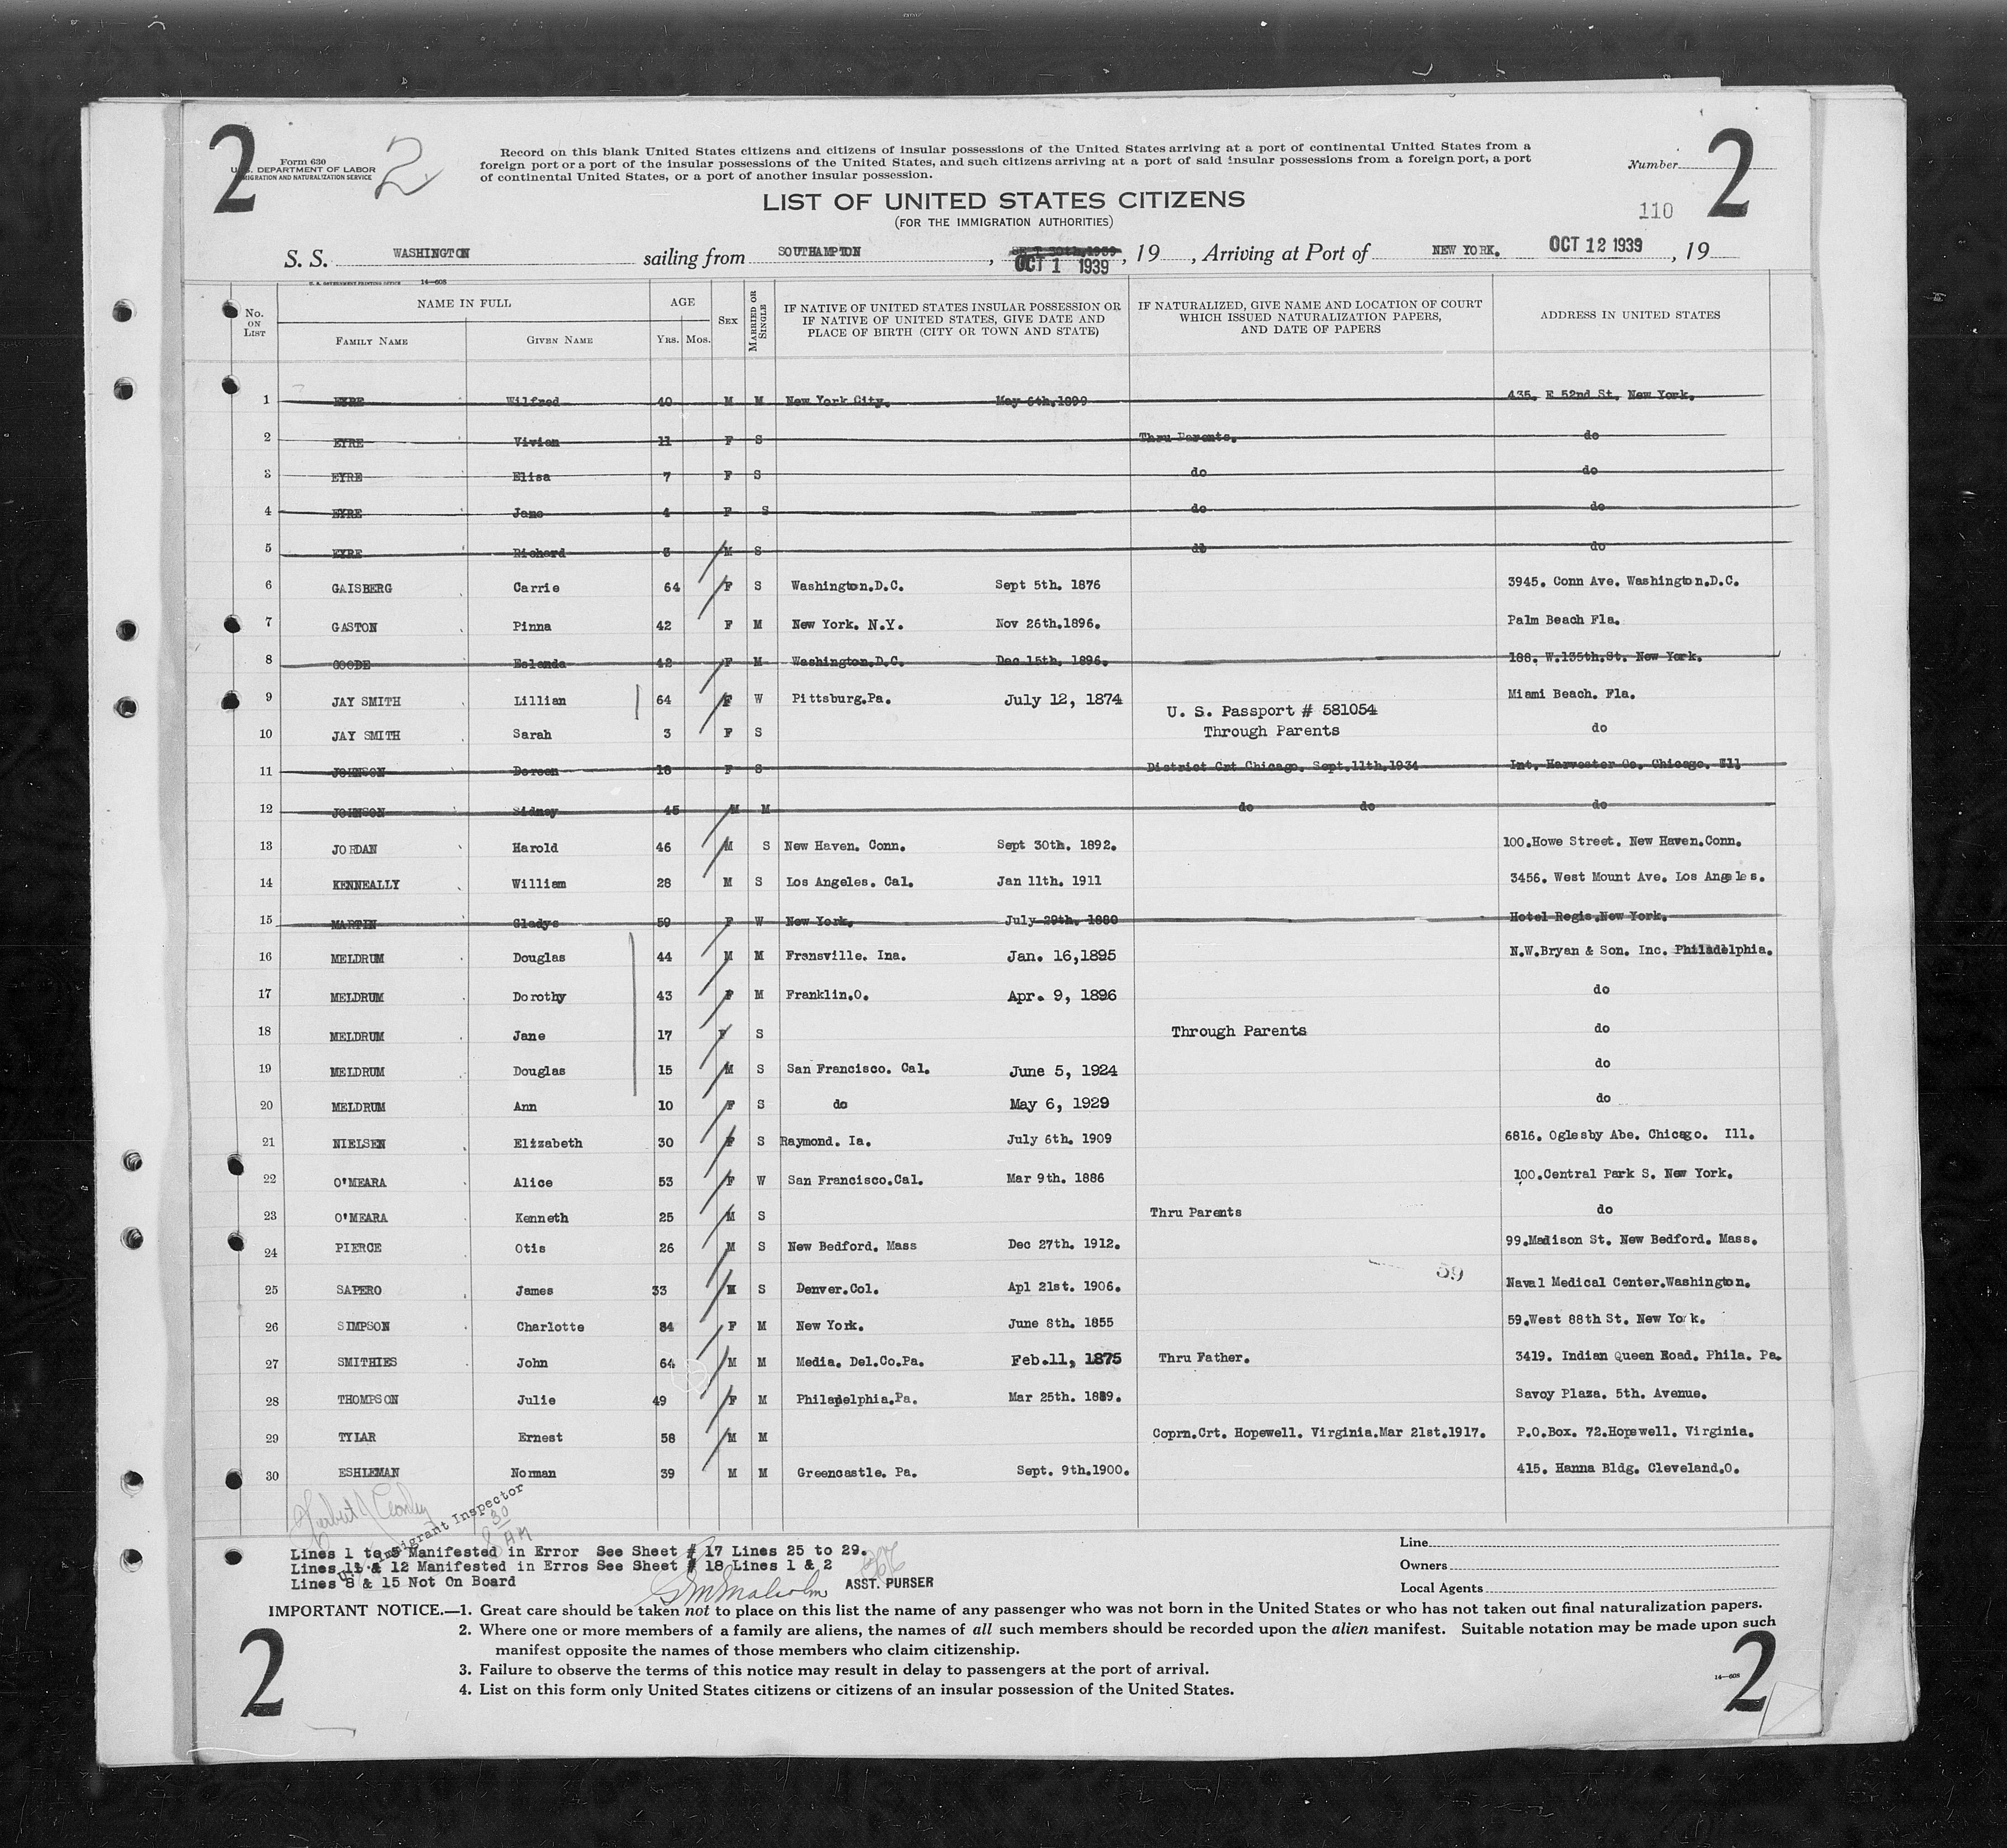 2 2 2
Form 630
U. S. DEPARTMENT OF LABOR
IMMIGRATION AND NATURALIZATION SERVICE
Record on this blank United States citizens and citizens of insular possessions of the United States arriving at a port of continental United States from a
foreign port or a port of the insular possessions of the United States, and such citizens arriving at a port of said insular possessions from a foreign port, a port
of continental United States, or a port of another insular possession.
Number
110
LIST OF UNITED STATES CITIZENS
(FOR THE IMMIGRATION AUTHORITIES)
S. S. WASHINGTON sailing from SOUTHAMPTON, OCT 1 1939, 19 , Arriving at Port of NEW YORK. OCT 12 1939, 19
U. S. GOVERNMENT PRINTING OFFICE 14—608
No. ON LIST NAME IN FULL FAMILY NAME GIVEN NAME AGE YRS. MOS. SEX MARRIED OR SINGLE IF NATIVE OF UNITED STATES INSULAR POSSESSION OR IF NATIVE OF UNITED STATES, GIVE DATE AND PLACE OF BIRTH (CITY OR TOWN AND STATE) IF NATURALIZED, GIVE NAME AND LOCATION OF COURT WHICH ISSUED NATURALIZATION PAPERS, AND DATE OF PAPERS ADDRESS IN UNITED STATES
1 EYRE Wilfred 40 M M New York City. May 6th.1899 435. E 52nd St. New York.
2 EYRE Vivian 11 F S Thru Parents. do
3 EYRE Elisa 7 F S do do
4 EYRE Jane 4 F S do do
5 EYRE Richard 3 M S do do
6 GAISBERG Carrie 64 F S Washington.D.C. Sept 5th. 1876 3945. Conn Ave. Washington.D.C.
7 GASTON Pinna 42 F M New York. N.Y. Nov 26th.1896. Palm Beach Fla.
8 GOODE Eslanda 42 F M Washington.D.C. Dec 15th. 1896. 188. W.135th.St. New York.
9 JAY SMITH Lillian 64 F W Pittsburg.Pa. July 12, 1874 U. S. Passport # 581054 Miami Beach. Fla.
10 JAY SMITH Sarah 3 F S Through Parents do
11 JOHNSON Doreen 18 F S District Crt Chicago. Sept.11th.1934 Int. Harvester Co. Chicago. Ill
12 JOHNSON Sidney 45 M M do do do
13 JORDAN Harold 46 M S New Haven. Conn. Sept 30th. 1892. 100.Howe Street. New Haven.Conn.
14 KENNEALLY William 28 M S Los Angeles. Cal. Jan 11th. 1911 3456. West Mount Ave. Los Angeles.
15 MARTIN Gladys 59 F W New York. July 29th. 1880 Hotel Regis.New York.
16 MELDRUM Douglas 44 M M Fransville. Ina. Jan. 16,1895 N.W.Bryan & Son. Inc. Philadelphia.
17 MELDRUM Dorothy 43 F M Franklin.O. Apr. 9, 1896 do
18 MELDRUM Jane 17 F S Through Parents do
19 MELDRUM Douglas 15 M S San Francisco. Cal. June 5, 1924 do
20 MELDRUM Ann 10 F S do May 6, 1929 do
21 NIELSEN Elizabeth 30 F S Raymond. Ia. July 6th. 1909 6816. Oglesby Abe. Chicago. Ill.
22 O'MEARA Alice 53 F W San Francisco.Cal. Mar 9th. 1886 100.Central Park S. New York.
23 O'MEARA Kenneth 25 M S Thru Parents do
24 PIERCE Otis 26 M S New Bedford. Mass Dec 27th. 1912. 99.Madison St. New Bedford. Mass.
59
25 SAPERO James 33 M S Denver.Col. Apl 21st. 1906. Naval Medical Center.Washington.
26 SIMPSON Charlotte 84 F M New York. June 8th. 1855 59.West 88th St. New York.
27 SMITHIES John 64 M M Media. Del.Co.Pa. Feb.11, 1875 Thru Father. 3419. Indian Queen Road. Phila. Pa.
28 THOMPSON Julie 49 F M Philadelphia.Pa. Mar 25th. 1889. Savoy Plaza. 5th. Avenue.
29 TYLAR Ernest 58 M M Coprn.Crt. Hopewell. Virginia.Mar 21st.1917. P.O.Box. 72.Hopewell. Virginia.
30 ESHLEMAN Norman 39 M M Greencastle. Pa. Sept. 9th.1900. 415. Hanna Bldg. Cleveland.O.
Immigrant Inspector
8 30 AM
Lines 1 to 5 Manifested in Error See Sheet # 17 Lines 25 to 29.
Lines 11 & 12 Manifested in Erros See Sheet # 18 Lines 1 & 2
Lines 8 & 15 Not On Board
ASST. PURSER
Line
Owners
Local Agents
IMPORTANT NOTICE.—1. Great care should be taken not to place on this list the name of any passenger who was not born in the United States or who has not taken out final naturalization papers.
2. Where one or more members of a family are aliens, the names of all such members should be recorded upon the alien manifest. Suitable notation may be made upon such
manifest opposite the names of those members who claim citizenship.
3. Failure to observe the terms of this notice may result in delay to passengers at the port of arrival.
4. List on this form only United States citizens or citizens of an insular possession of the United States.
14—608
2 2